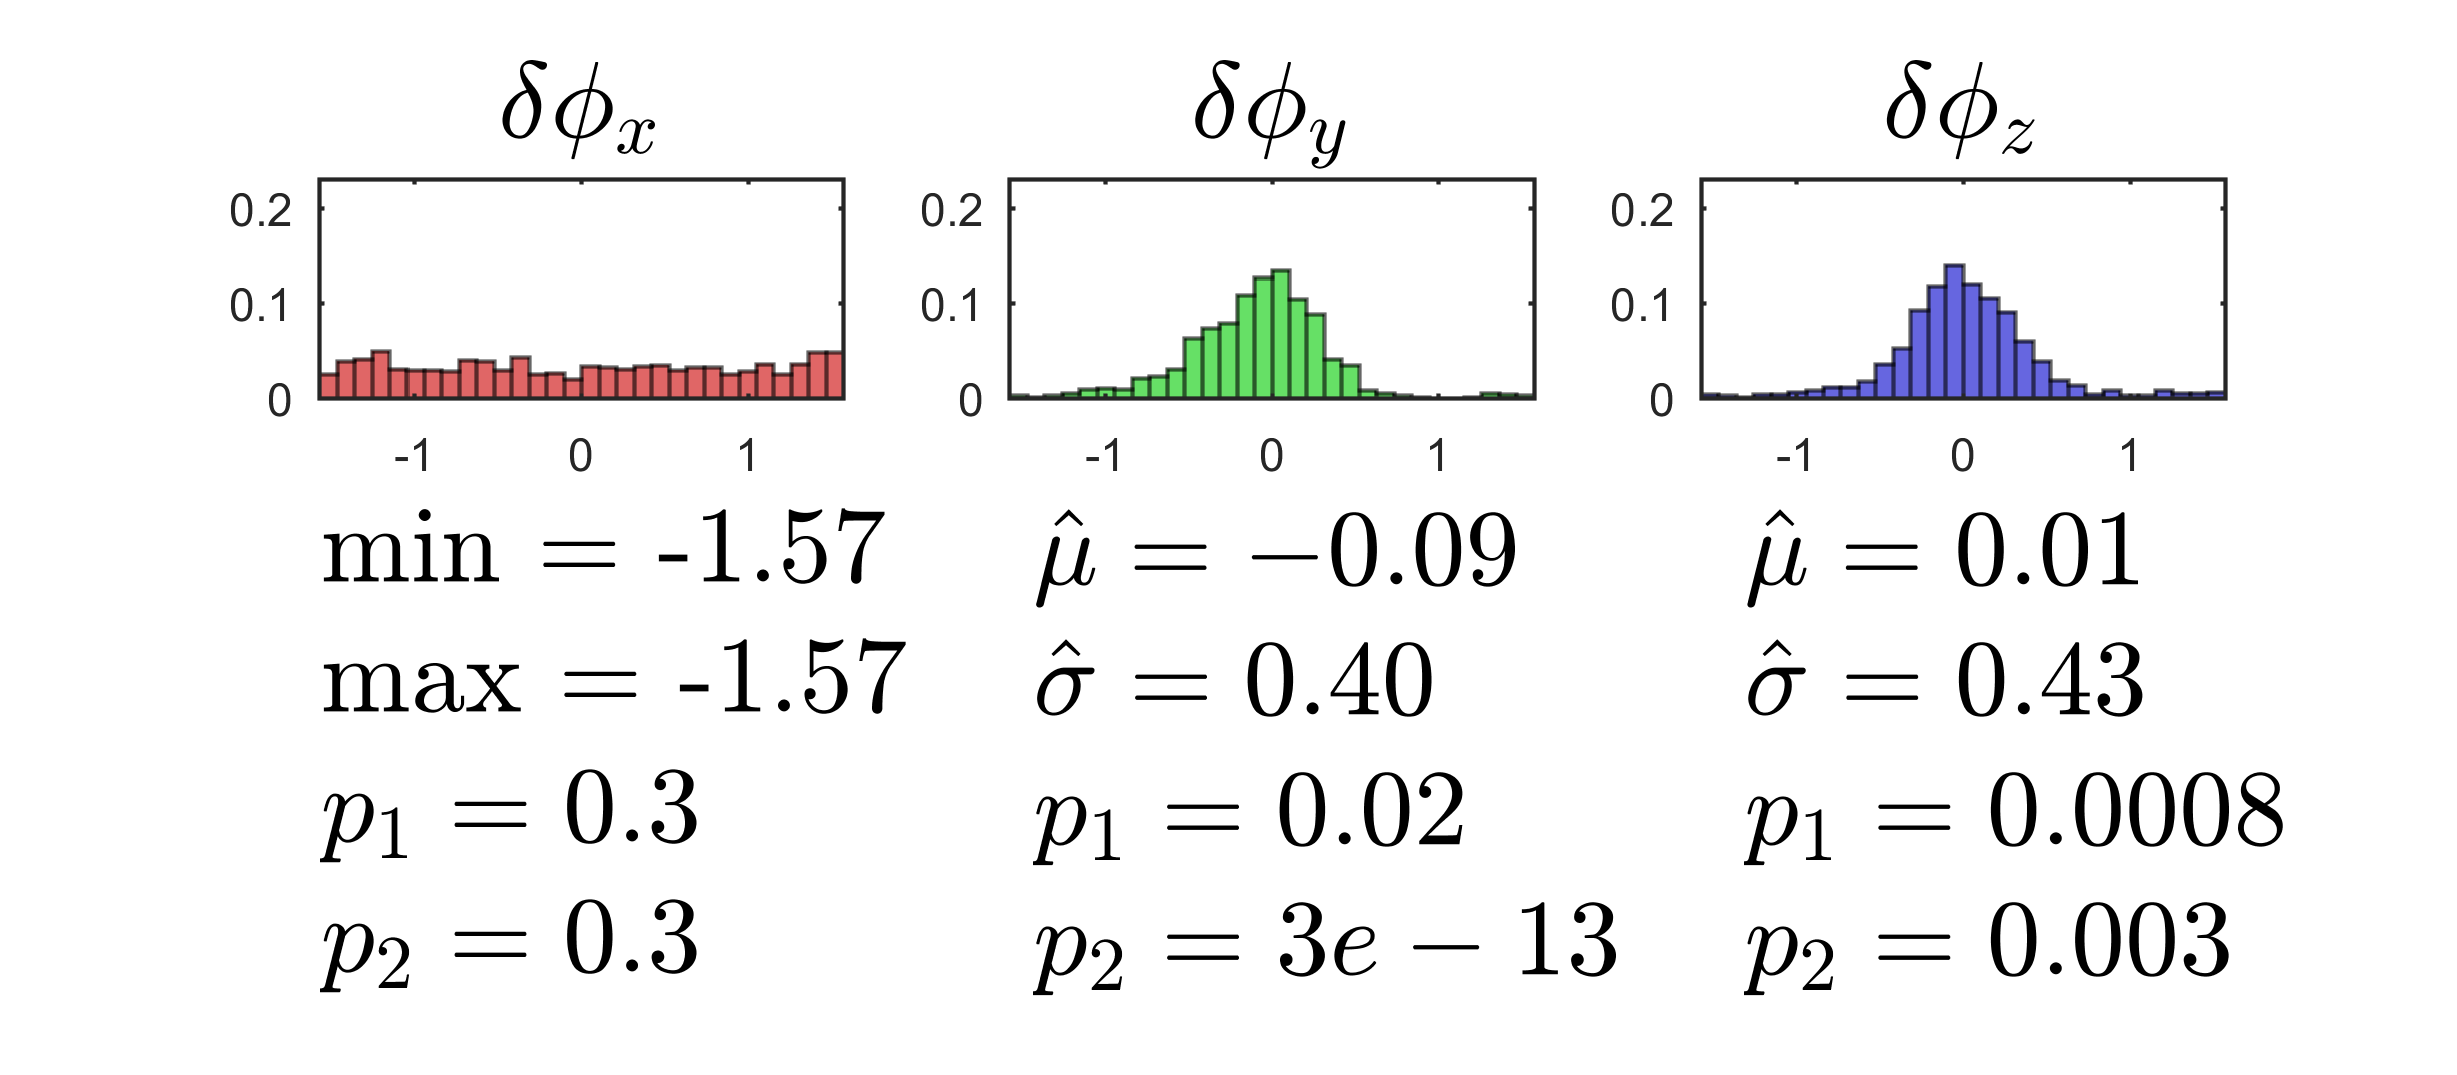 δϕx δϕy δϕz
0.2 0.2 0.2
0.1 0.1 0.1
0 0 0
-1 0 1 -1 0 1 -1 0 1
min = -1.57 μ̂ = −0.09 μ̂ = 0.01
max = -1.57 σ̂ = 0.40 σ̂ = 0.43
p1 = 0.3 p1 = 0.02 p1 = 0.0008
p2 = 0.3 p2 = 3e − 13 p2 = 0.003